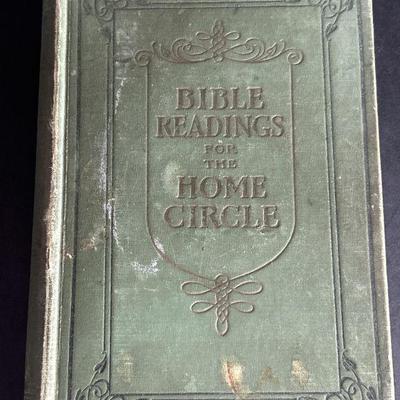 BIBLE
READINGS
FOR
THE
HOME
CIRCLE